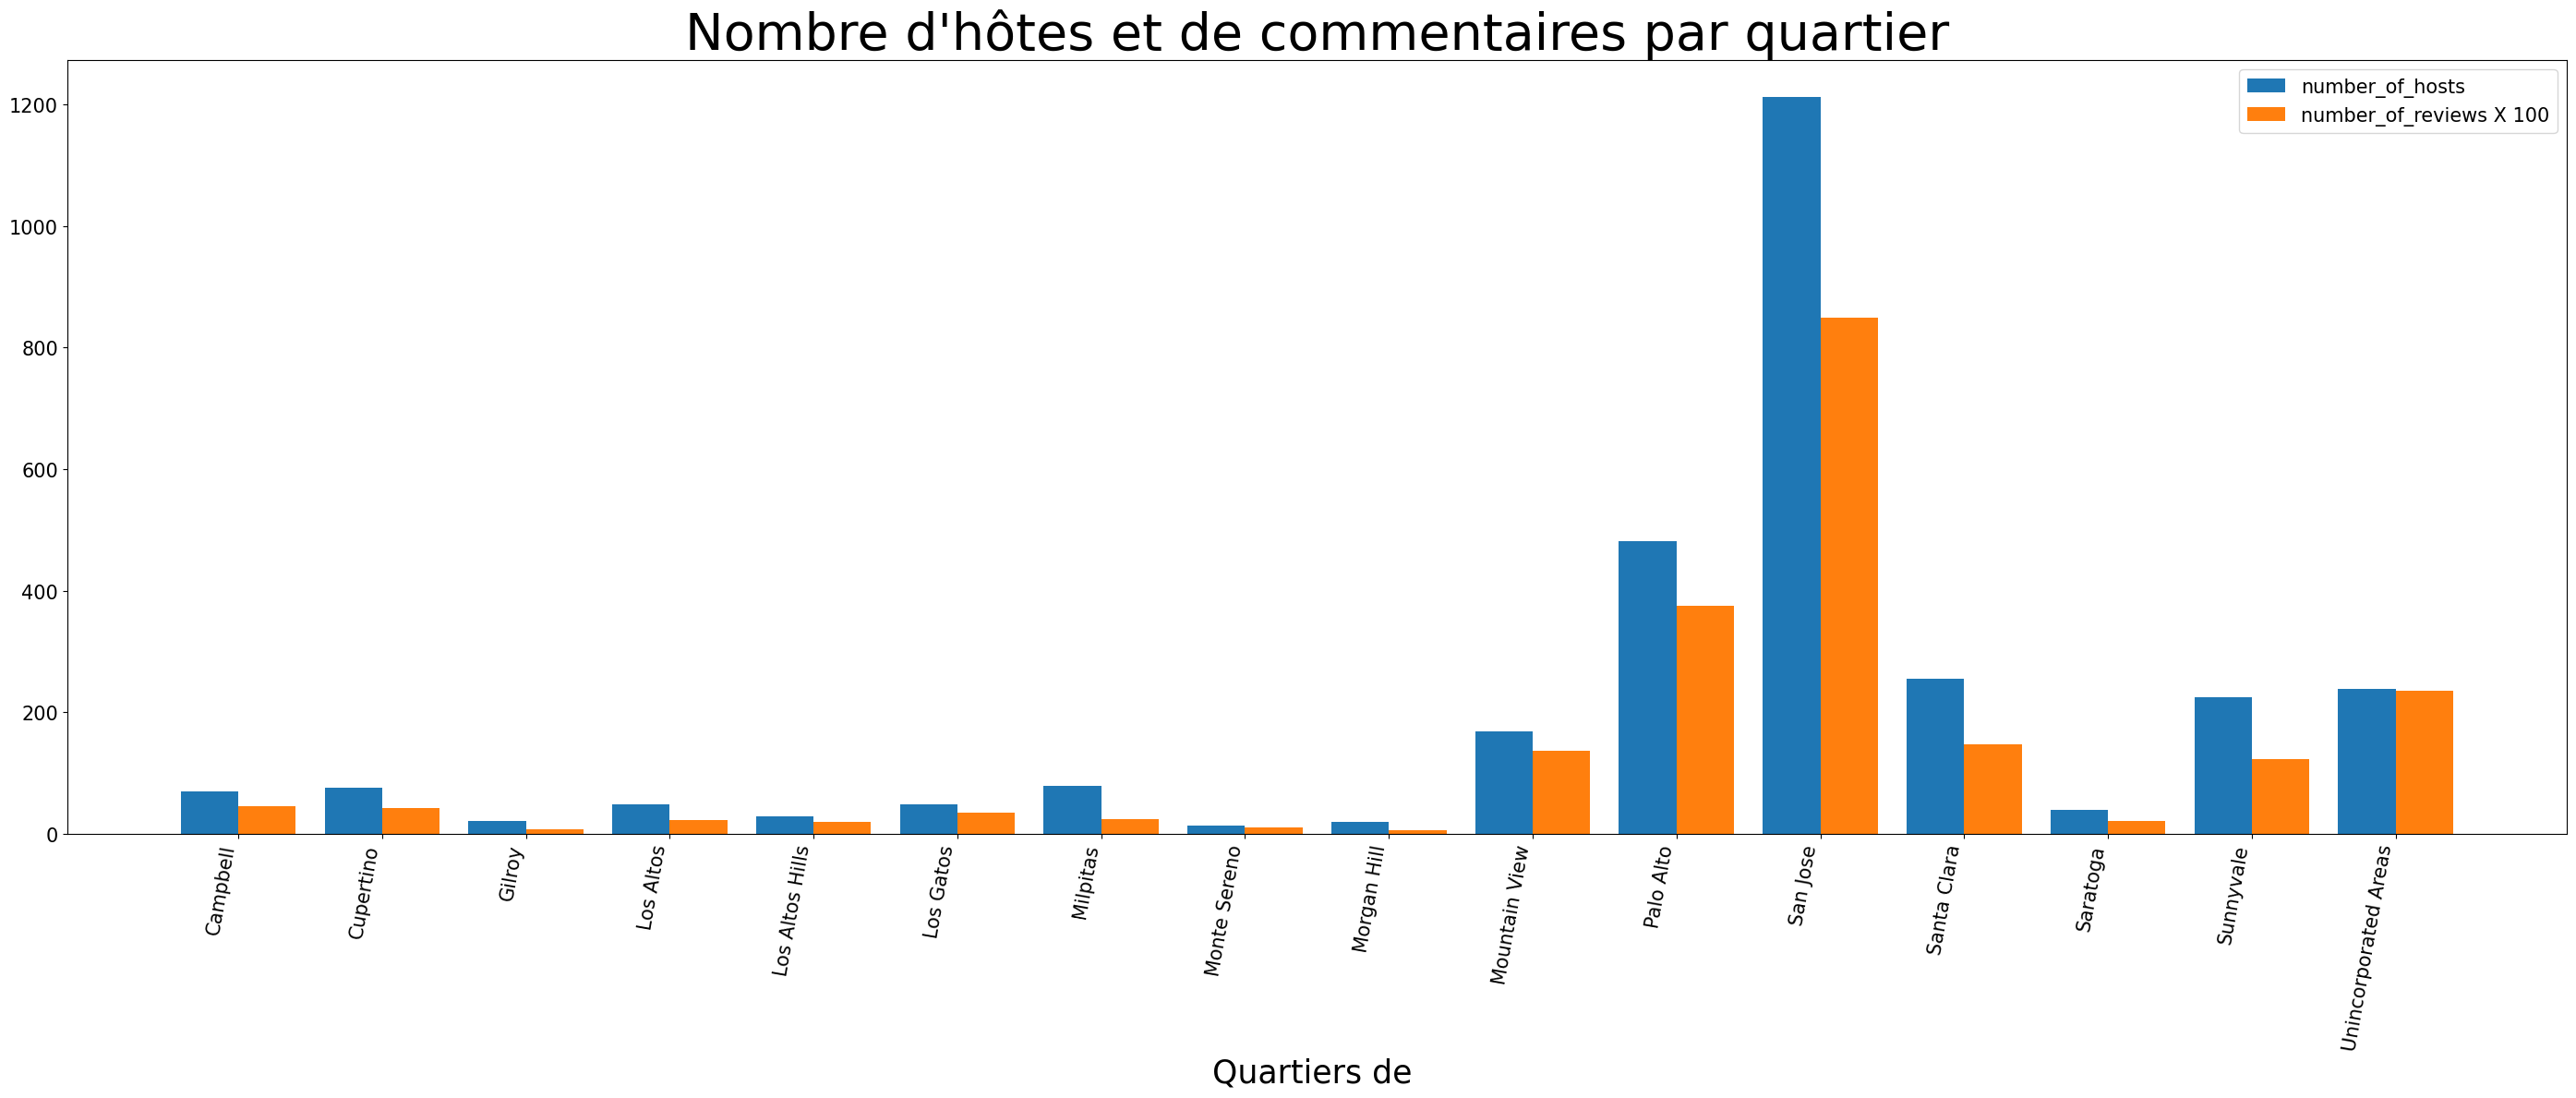 Nombre d'hôtes et de commentaires par quartier
number_of_hosts
number_of_reviews X 100
1200
1000
800
600
400
200
0
Campbell
Cupertino
Gilroy
Los Altos
Los Altos Hills
Los Gatos
Milpitas
Monte Sereno
Morgan Hill
Mountain View
Palo Alto
San Jose
Santa Clara
Saratoga
Sunnyvale
Unincorporated Areas
Quartiers de